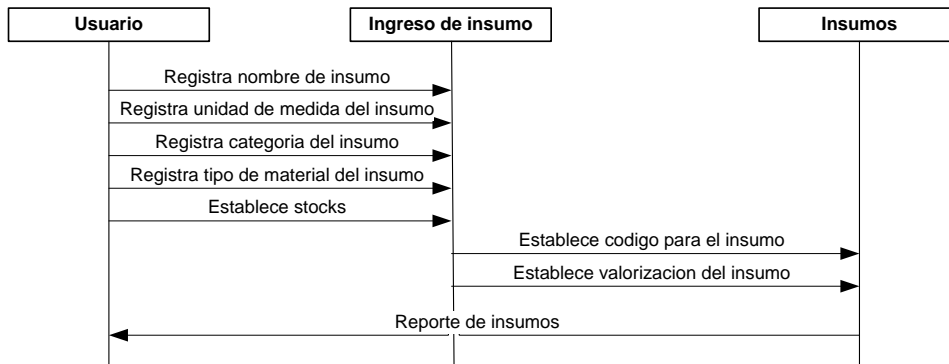 Usuario
Ingreso de insumo
Insumos
Registra nombre de insumo
Registra unidad de medida del insumo
Registra categoria del insumo
Registra tipo de material del insumo
Establece stocks
Establece codigo para el insumo
Establece valorizacion del insumo
Reporte de insumos